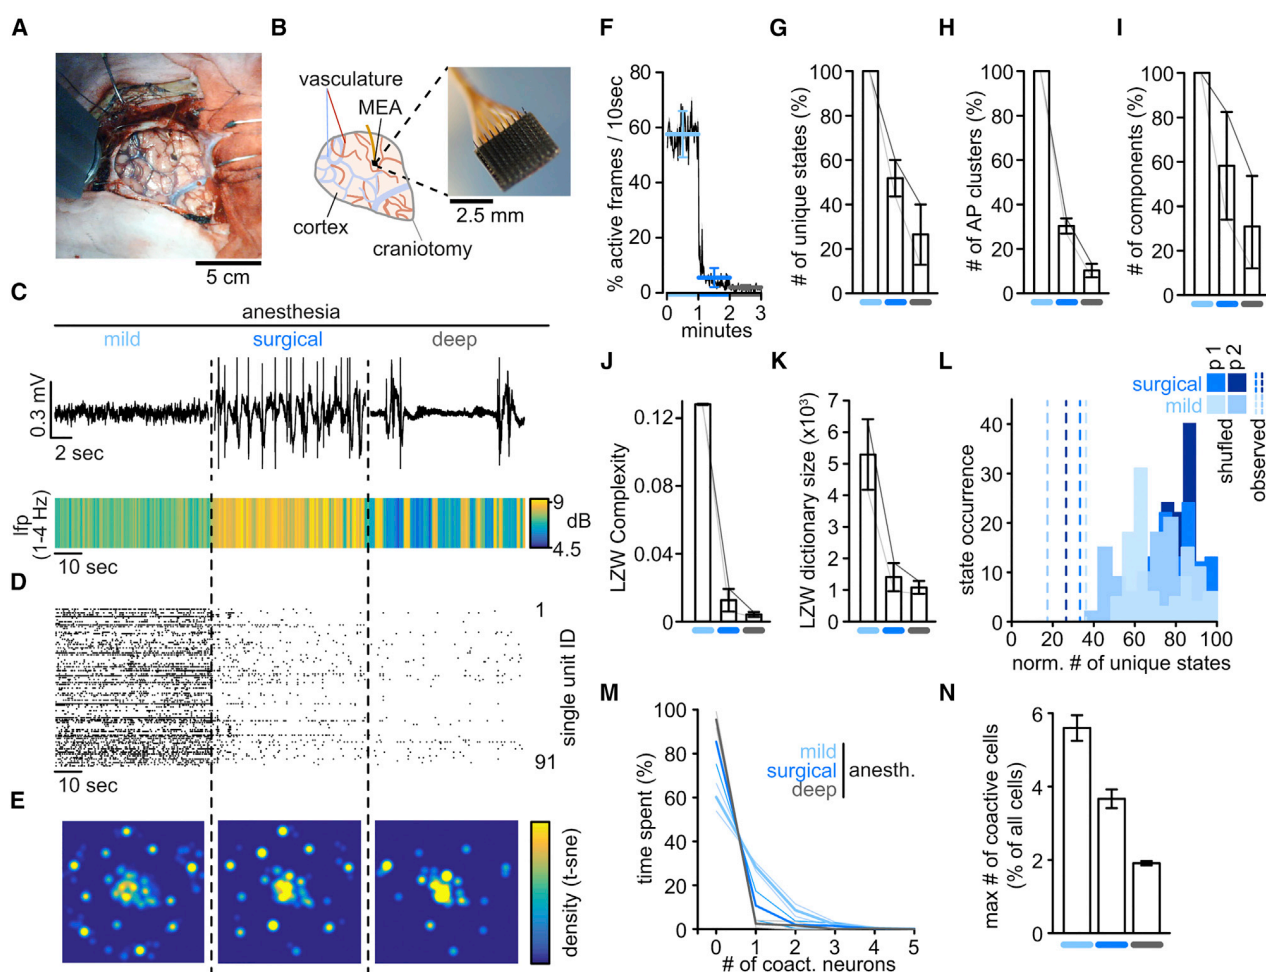 A
5 cm
B
vasculature
MEA
cortex
craniotomy
2.5 mm
C
anesthesia
mild
surgical
deep
0.3 mV
2 sec
lfp
(1-4 Hz)
9
dB
4.5
10 sec
D
1
single unit ID
91
10 sec
E
density (t-sne)
F
% active frames / 10sec
80
60
40
20
0
0 1 2 3
minutes
G
# of unique states (%)
100
80
60
40
20
0
H
# of AP clusters (%)
100
80
60
40
20
0
I
# of components (%)
100
80
60
40
20
0
J
LZW Complexity
0.12
0.08
0.04
0
K
LZW dictionary size (x10³)
7
6
5
4
3
2
1
0
L
p 1
p 2
surgical
mild
shufled
observed
state occurrence
40
30
20
10
0
0 20 40 60 80 100
norm. # of unique states
M
time spent (%)
100
80
60
40
20
0
mild
surgical
deep
anesth.
0 1 2 3 4 5
# of coact. neurons
N
max # of coactive cells
(% of all cells)
6
4
2
0